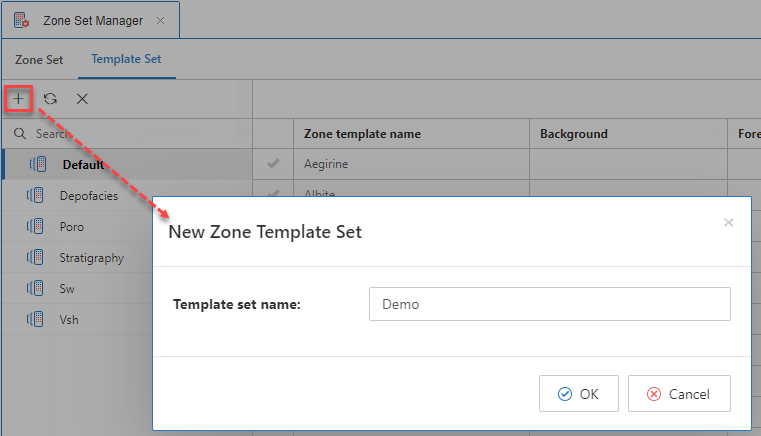 Zone Set Manager
Zone Set Template Set
Search
Zone template name Background Fore
Default
Aegirine
Depofacies
Albite
Poro
Stratigraphy
Sw
Vsh
New Zone Template Set
Template set name: Demo
OK Cancel